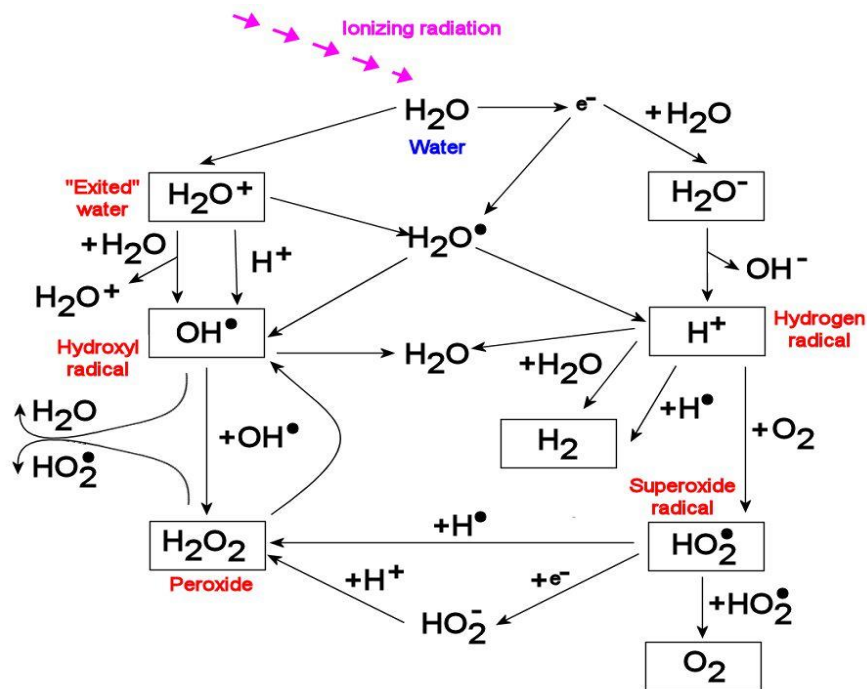 Ionizing radiation
H₂O
e⁻
+H₂O
Water
"Exited"
water
H₂O⁺
H₂O⁻
+H₂O
H⁺
H₂O•
OH⁻
H₂O⁺
OH•
H⁺
Hydrogen
radical
Hydroxyl
radical
H₂O
+H₂O
+H•
H₂O
+OH•
H₂
+O₂
HO₂•
Superoxide
radical
+H•
H₂O₂
HO₂•
Peroxide
+H⁺
+e⁻
HO₂⁻
+HO₂•
O₂